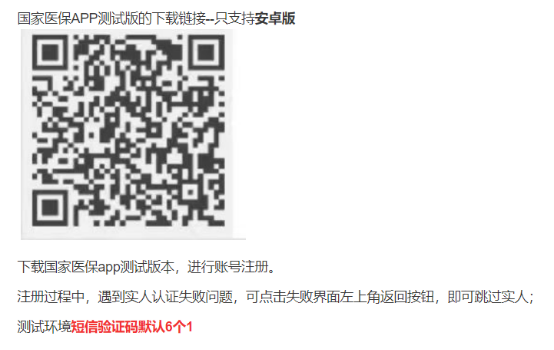 国家医保APP测试版的下载链接--只支持安卓版
下载国家医保app测试版本，进行账号注册。
注册过程中，遇到实人认证失败问题，可点击失败界面左上角返回按钮，即可跳过实人；
测试环境短信验证码默认6个1